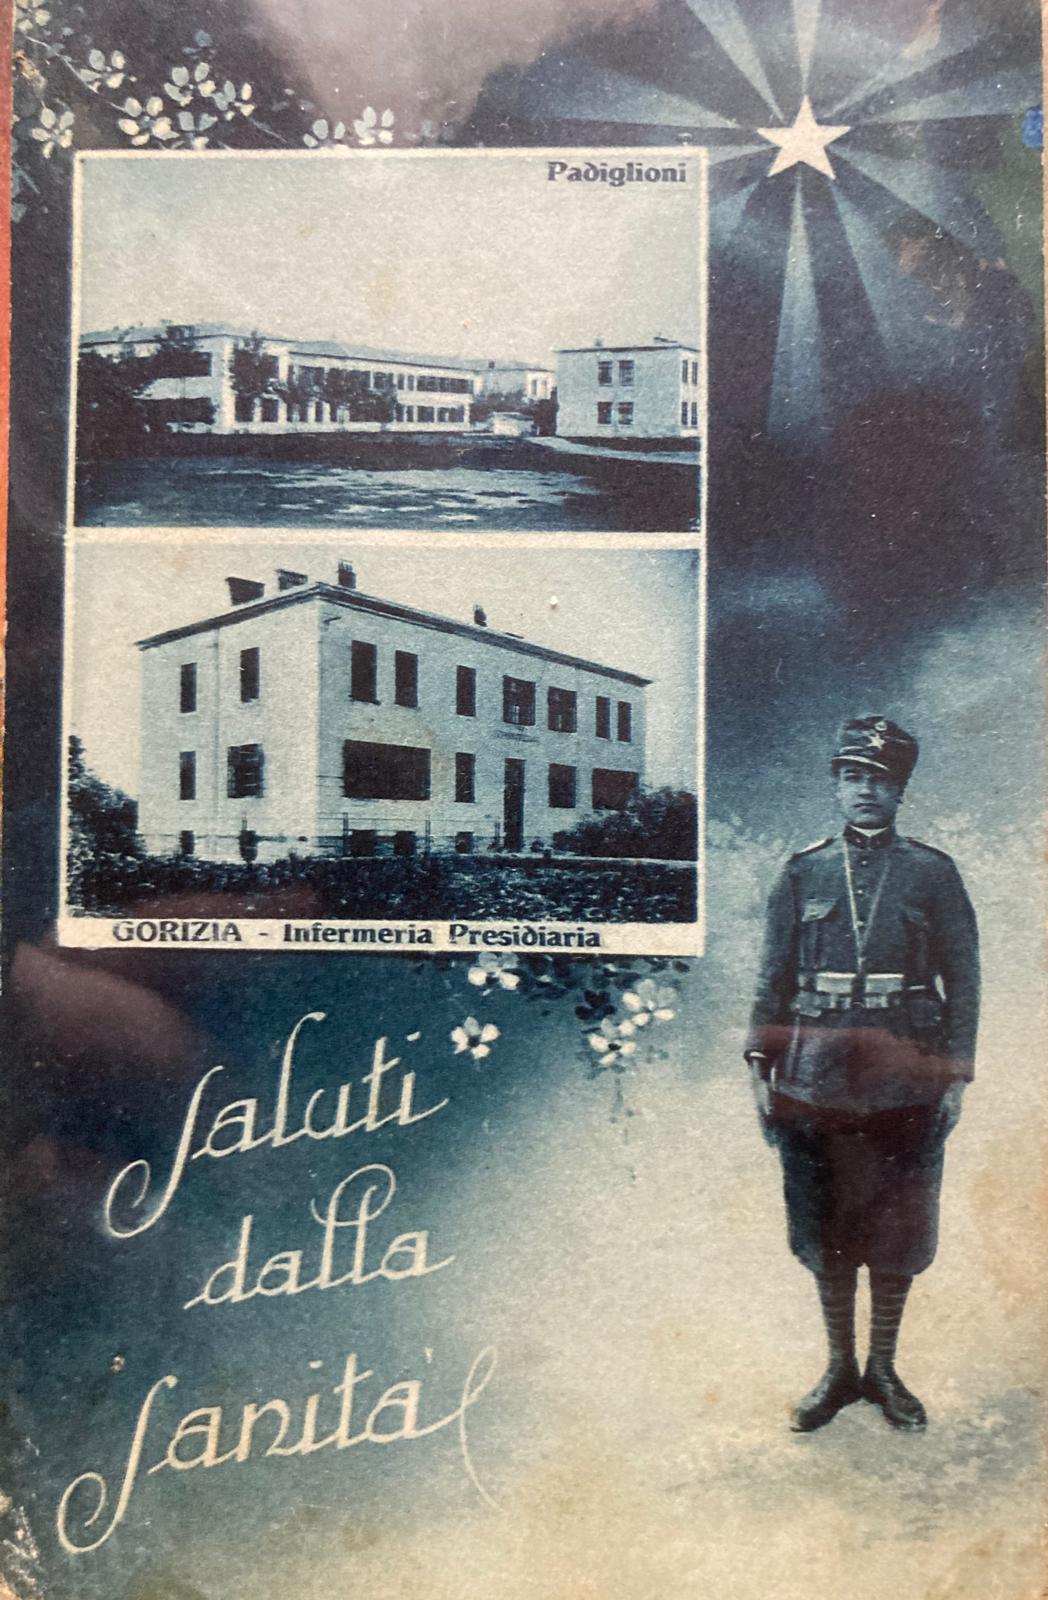 Padiglioni
GORIZIA - Infermeria Presidiaria
Saluti
dalla
Sanità